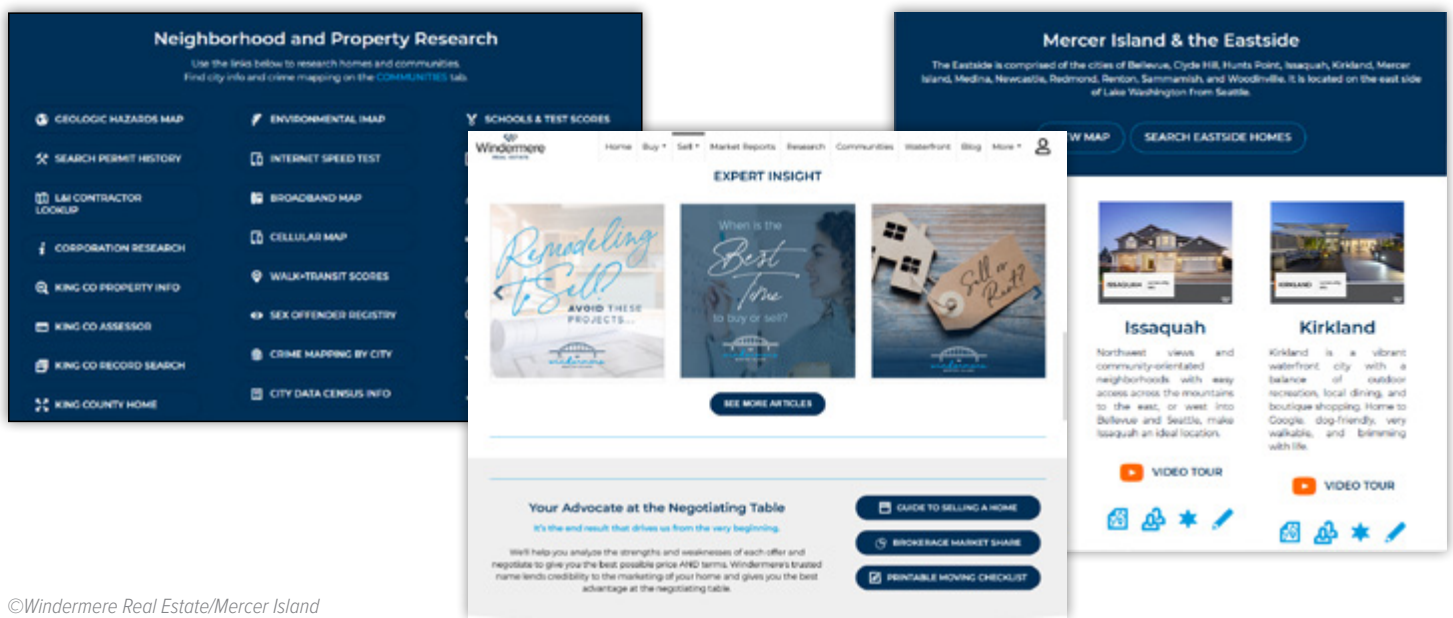 Neighborhood and Property Research
Use the links below to research homes and communities.
Find city info and crime mapping on the COMMUNITIES tab.
GEOLOGIC HAZARDS MAP
SEARCH PERMIT HISTORY
L&I CONTRACTOR
LOOKUP
CORPORATION RESEARCH
KING CO PROPERTY INFO
KING CO ASSESSOR
KING CO RECORD SEARCH
KING COUNTY HOME
ENVIRONMENTAL IMAP
INTERNET SPEED TEST
BROADBAND MAP
CELLULAR MAP
WALK+TRANSIT SCORES
SEX OFFENDER REGISTRY
CRIME MAPPING BY CITY
CITY DATA CENSUS INFO
SCHOOLS & TEST SCORES
Windermere
REAL ESTATE
Home Buy Sell Market Reports Research Communities Waterfront Blog More
EXPERT INSIGHT
Remodeling
to Sell?
AVOID THESE
PROJECTS...
windermere
When is the
Best
Time
to buy or sell?
windermere
Sell or
Rent?
windermere
SEE MORE ARTICLES
Your Advocate at the Negotiating Table
It's the end result that drives us from the very beginning.
We'll help you analyze the strengths and weaknesses of each offer and
negotiate to give you the best possible price AND terms. Windermere's trusted
name lends credibility to the marketing of your home and gives you the best
advantage at the negotiating table.
GUIDE TO SELLING A HOME
BROKERAGE MARKET SHARE
PRINTABLE MOVING CHECKLIST
Mercer Island & the Eastside
The Eastside is comprised of the cities of Bellevue, Clyde Hill, Hunts Point, Issaquah, Kirkland, Mercer
Island, Medina, Newcastle, Redmond, Renton, Sammamish, and Woodinville. It is located on the east side
of Lake Washington from Seattle.
W MAP
SEARCH EASTSIDE HOMES
ISSAQUAH
Issaquah
Northwest views and
community-orientated
neighborhoods with easy
access across the mountains
to the east, or west into
Bellevue and Seattle, make
Issaquah an ideal location.
VIDEO TOUR
KIRKLAND
Kirkland
Kirkland is a vibrant
waterfront city with a
balance of outdoor
recreation, local dining, and
boutique shopping. Home to
Google, dog-friendly, very
walkable, and brimming
with life.
VIDEO TOUR
©Windermere Real Estate/Mercer Island